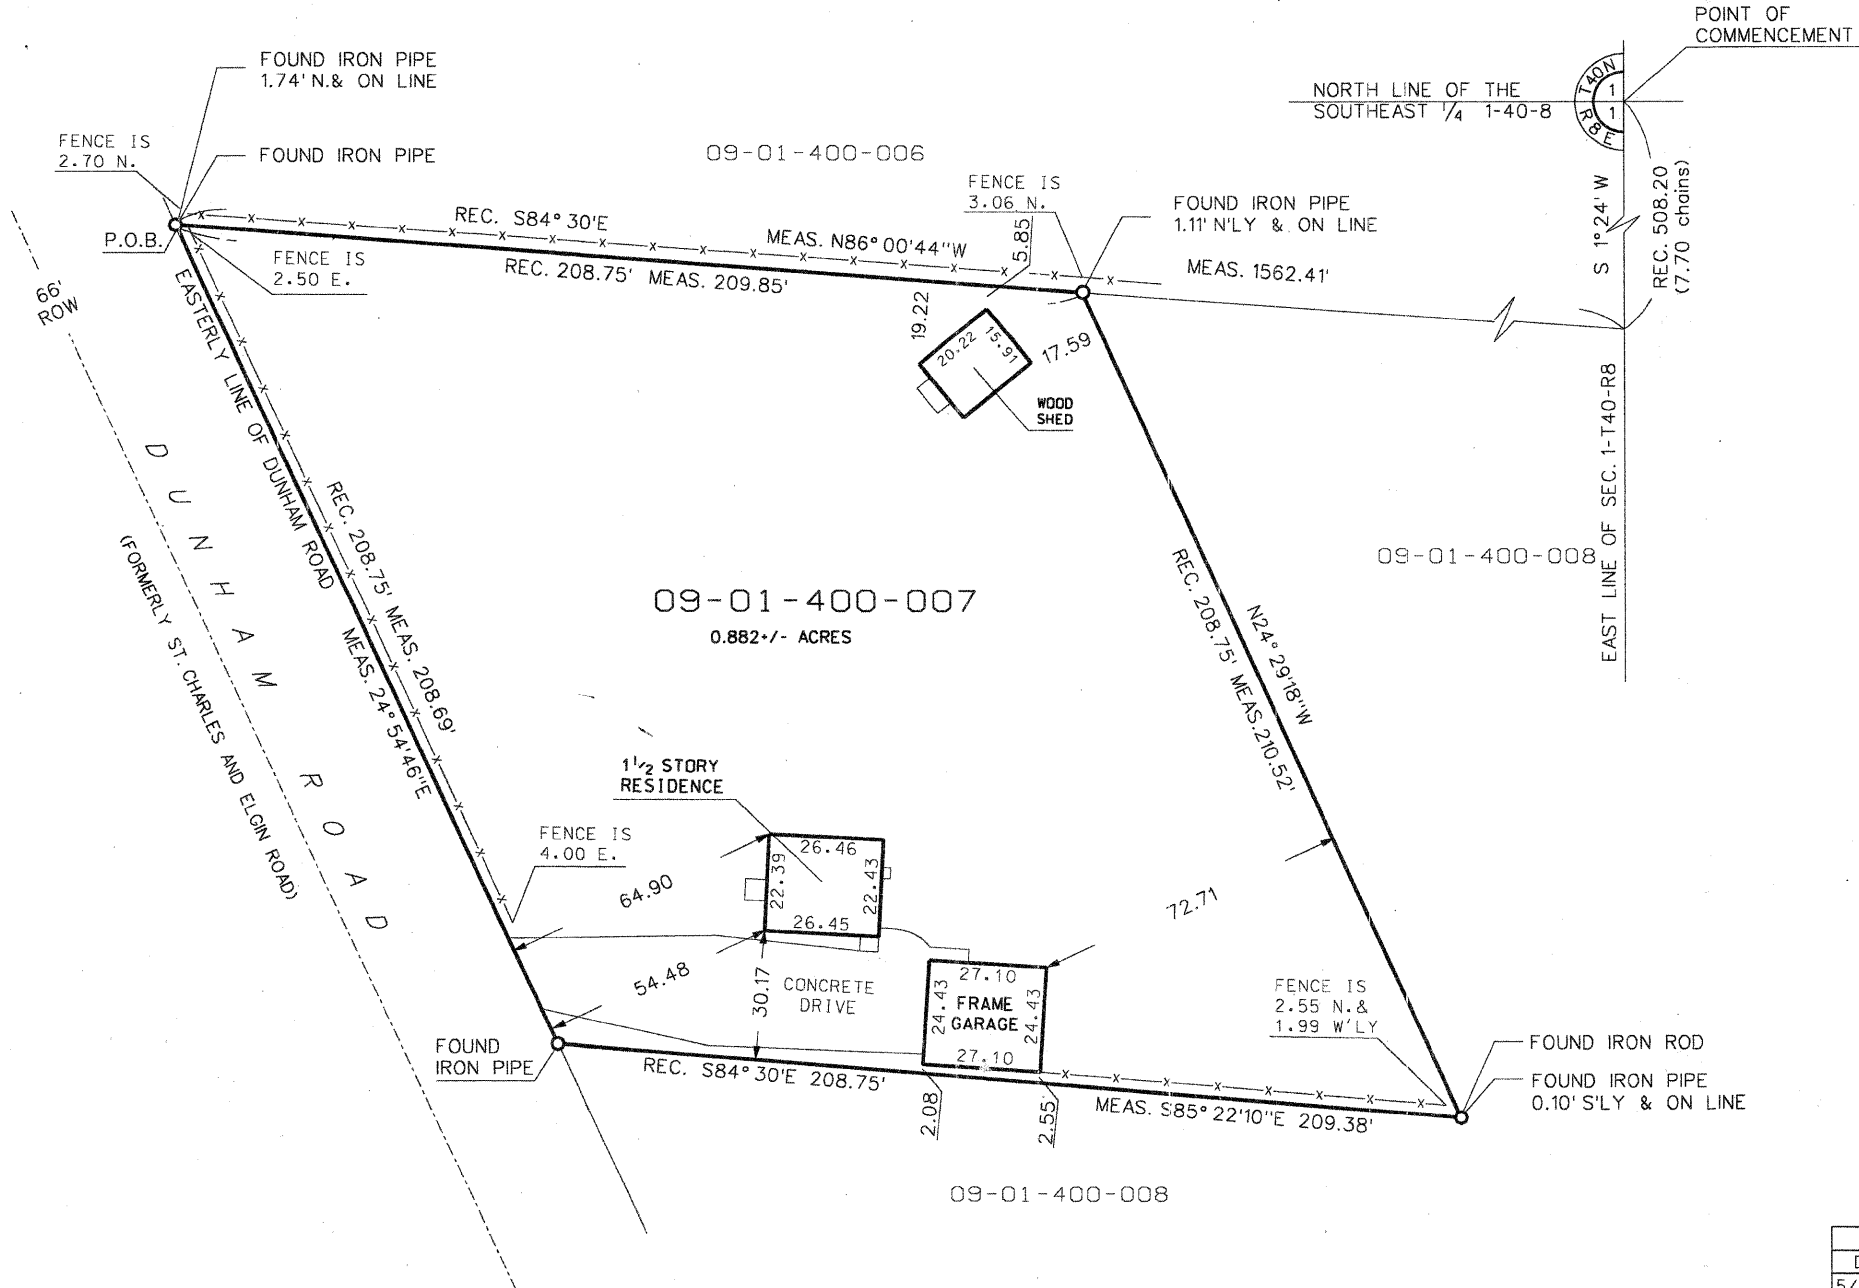 POINT OF
COMMENCEMENT
FOUND IRON PIPE
1.74' N.& ON LINE
NORTH LINE OF THE
SOUTHEAST 1/4 1-40-8
T40N
1
1
R8E
FENCE IS
2.70 N.
FOUND IRON PIPE
09-01-400-006
FENCE IS
3.06 N.
FOUND IRON PIPE
1.11' N'LY & ON LINE
S 1°24' W
REC. 508.20
(7.70 chains)
P.O.B.
REC. S84°30'E
MEAS. N86°00'44"W
5.85
REC. 208.75' MEAS. 209.85'
MEAS. 1562.41'
FENCE IS
2.50 E.
66'
ROW
19.22
20.22
15.91
17.59
WOOD
SHED
EASTERLY LINE OF DUNHAM ROAD
REC. 208.75' MEAS. 208.69'
MEAS. 24°54'46"E
DUNHAM ROAD
(FORMERLY ST. CHARLES AND ELGIN ROAD)
EAST LINE OF SEC. 1-T40-R8
09-01-400-008
09-01-400-007
0.882+/- ACRES
N24°29'18"W
REC. 208.75' MEAS. 210.52'
1 1/2 STORY
RESIDENCE
FENCE IS
4.00 E.
26.46
22.39
22.43
26.45
64.90
72.71
54.48
30.17
CONCRETE
DRIVE
27.10
24.43
FRAME
GARAGE
24.43
27.10
FENCE IS
2.55 N.&
1.99 W'LY
FOUND
IRON PIPE
REC. S84°30'E 208.75'
2.08
2.55
MEAS. S85°22'10"E 209.38'
FOUND IRON ROD
FOUND IRON PIPE
0.10' S'LY & ON LINE
09-01-400-008
5/